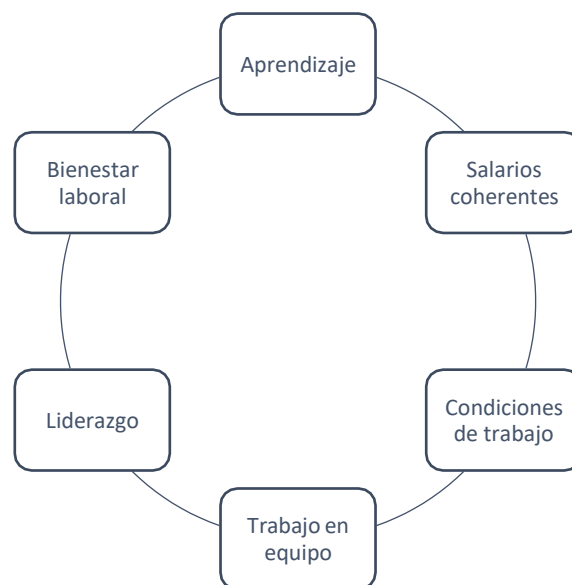 Aprendizaje
Salarios
coherentes
Condiciones
de trabajo
Trabajo en
equipo
Liderazgo
Bienestar
laboral